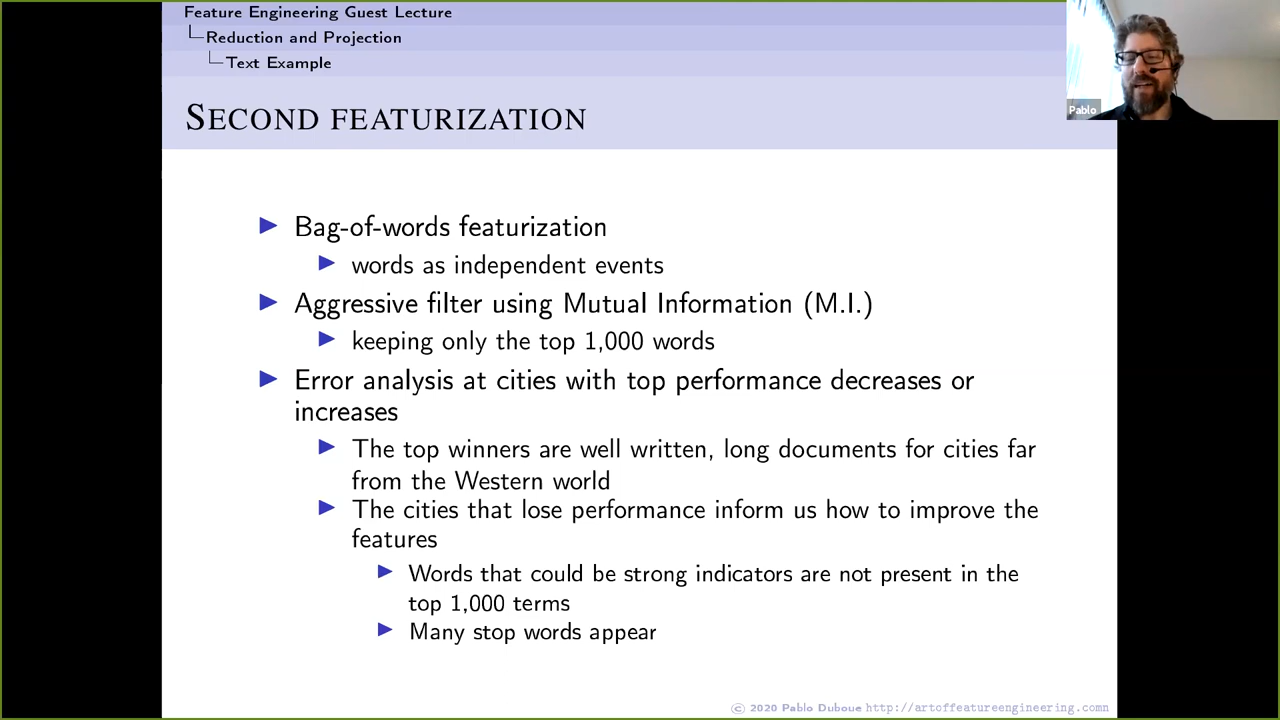 Feature Engineering Guest Lecture
Reduction and Projection
Text Example
SECOND FEATURIZATION
Pablo
Bag-of-words featurization
words as independent events
Aggressive filter using Mutual Information (M.I.)
keeping only the top 1,000 words
Error analysis at cities with top performance decreases or
increases
The top winners are well written, long documents for cities far
from the Western world
The cities that lose performance inform us how to improve the
features
Words that could be strong indicators are not present in the
top 1,000 terms
Many stop words appear
© 2020 Pablo Duboue http://artoffeatureengineering.comn